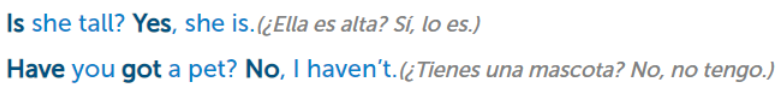 Is she tall? Yes, she is.(¿Ella es alta? Sí, lo es.)
Have you got a pet? No, I haven't.(¿Tienes una mascota? No, no tengo.)